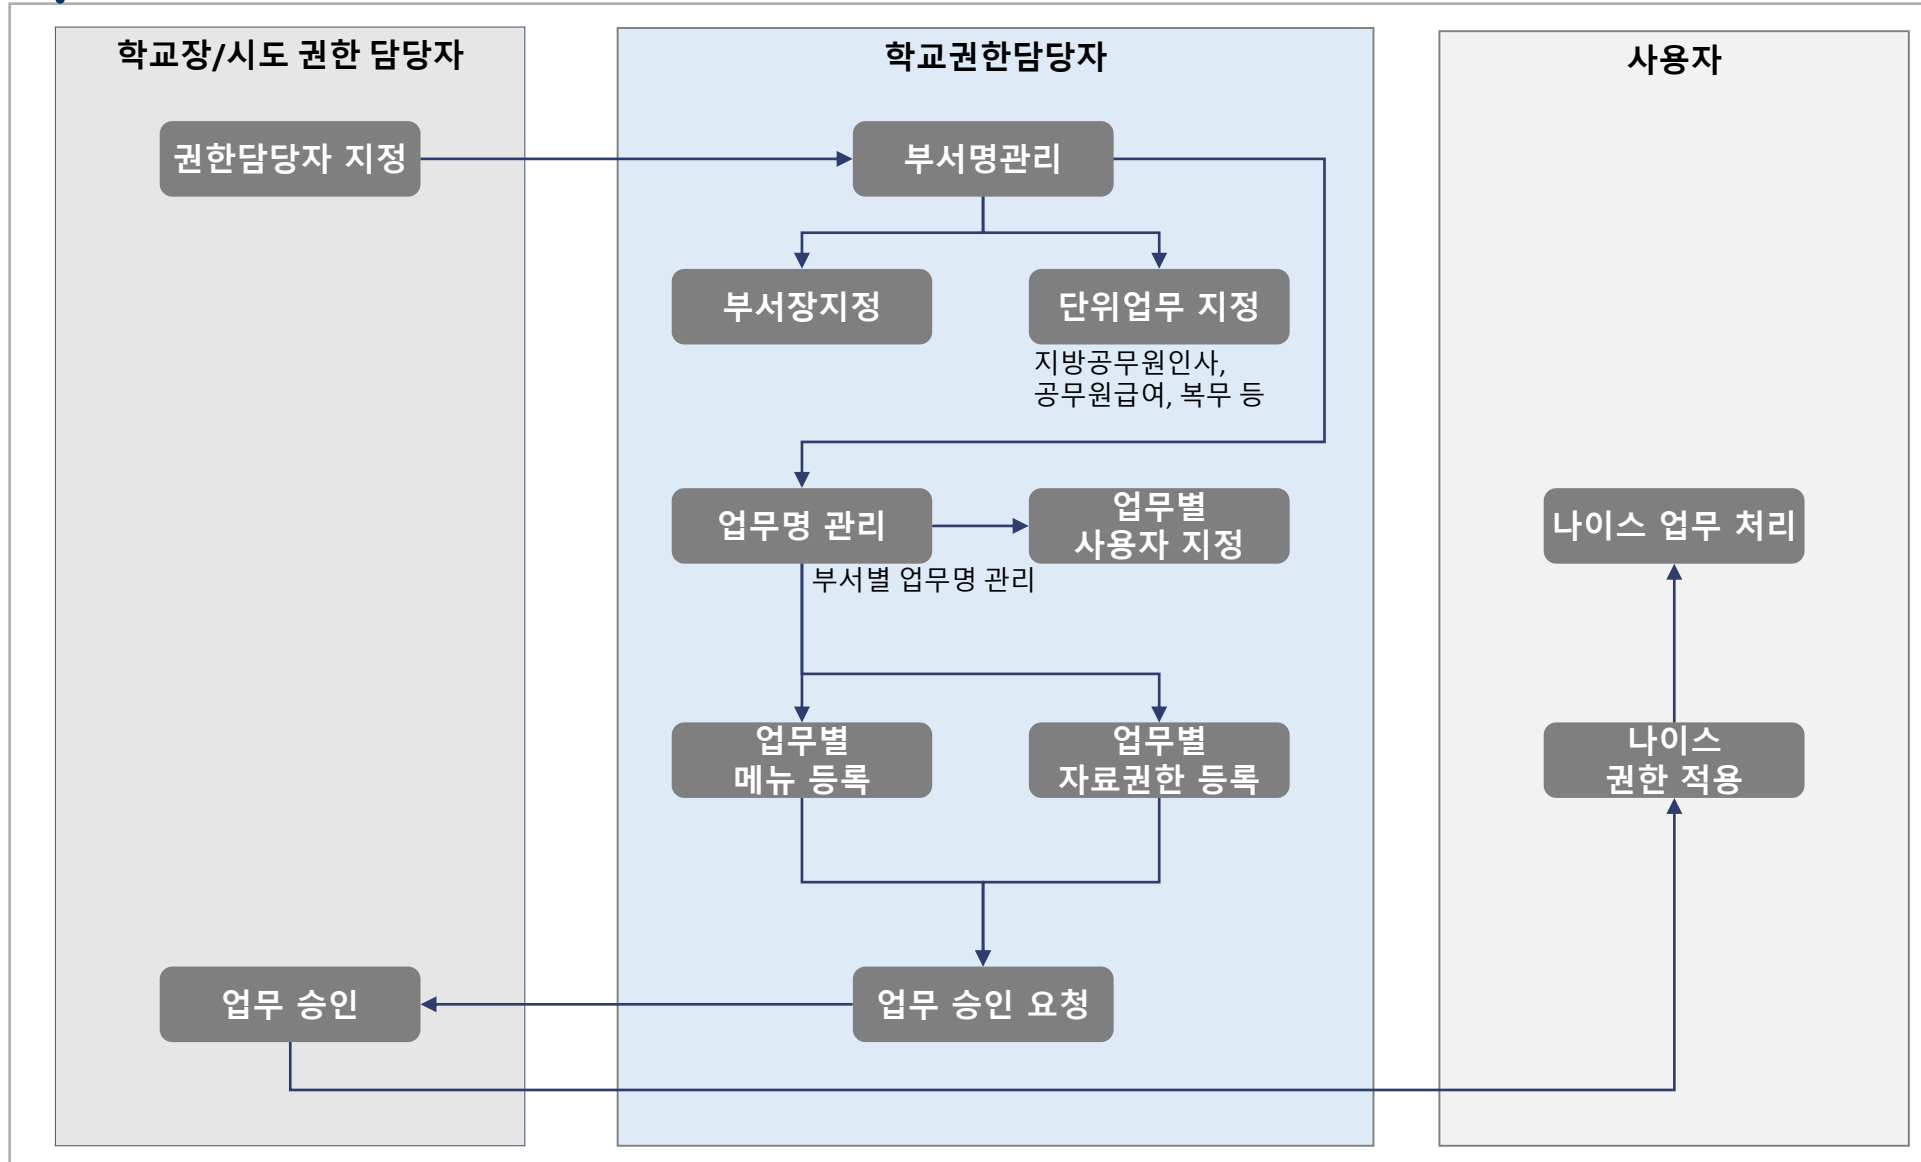 학교장/시도 권한 담당자
학교권한담당자
사용자
권한담당자 지정
부서명관리
부서장지정
단위업무 지정
지방공무원인사,
공무원급여, 복무 등
업무명 관리
업무별
사용자 지정
나이스 업무 처리
부서별 업무명 관리
업무별
메뉴 등록
업무별
자료권한 등록
나이스
권한 적용
업무 승인
업무 승인 요청